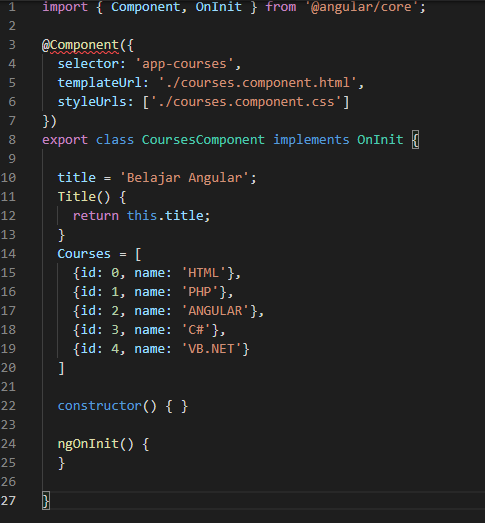 1 import { Component, OnInit } from '@angular/core';
2
3 @Component({
4   selector: 'app-courses',
5   templateUrl: './courses.component.html',
6   styleUrls: ['./courses.component.css']
7 })
8 export class CoursesComponent implements OnInit {
9
10   title = 'Belajar Angular';
11   Title() {
12     return this.title;
13   }
14   Courses = [
15     {id: 0, name: 'HTML'},
16     {id: 1, name: 'PHP'},
17     {id: 2, name: 'ANGULAR'},
18     {id: 3, name: 'C#'},
19     {id: 4, name: 'VB.NET'}
20   ]
21
22   constructor() { }
23
24   ngOnInit() {
25   }
26
27 }